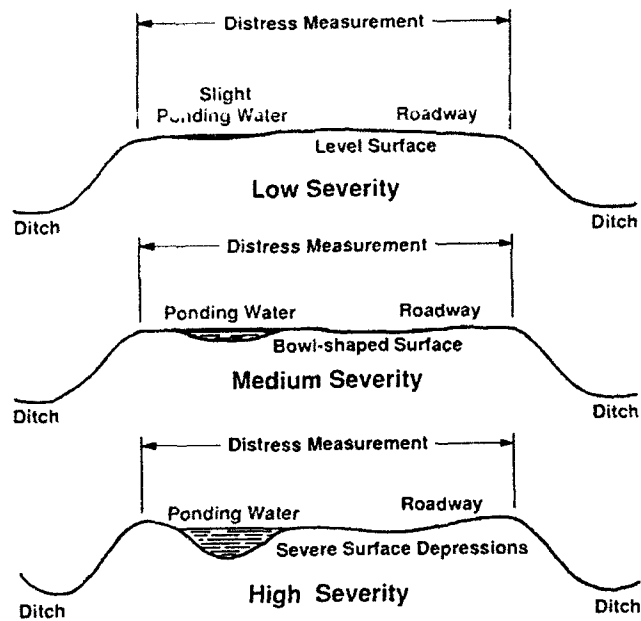 Distress Measurement
Slight
Ponding Water
Roadway
Level Surface
Low Severity
Ditch
Ditch
Distress Measurement
Ponding Water
Roadway
Bowl-shaped Surface
Medium Severity
Ditch
Ditch
Distress Measurement
Ponding Water
Roadway
Severe Surface Depressions
High Severity
Ditch
Ditch